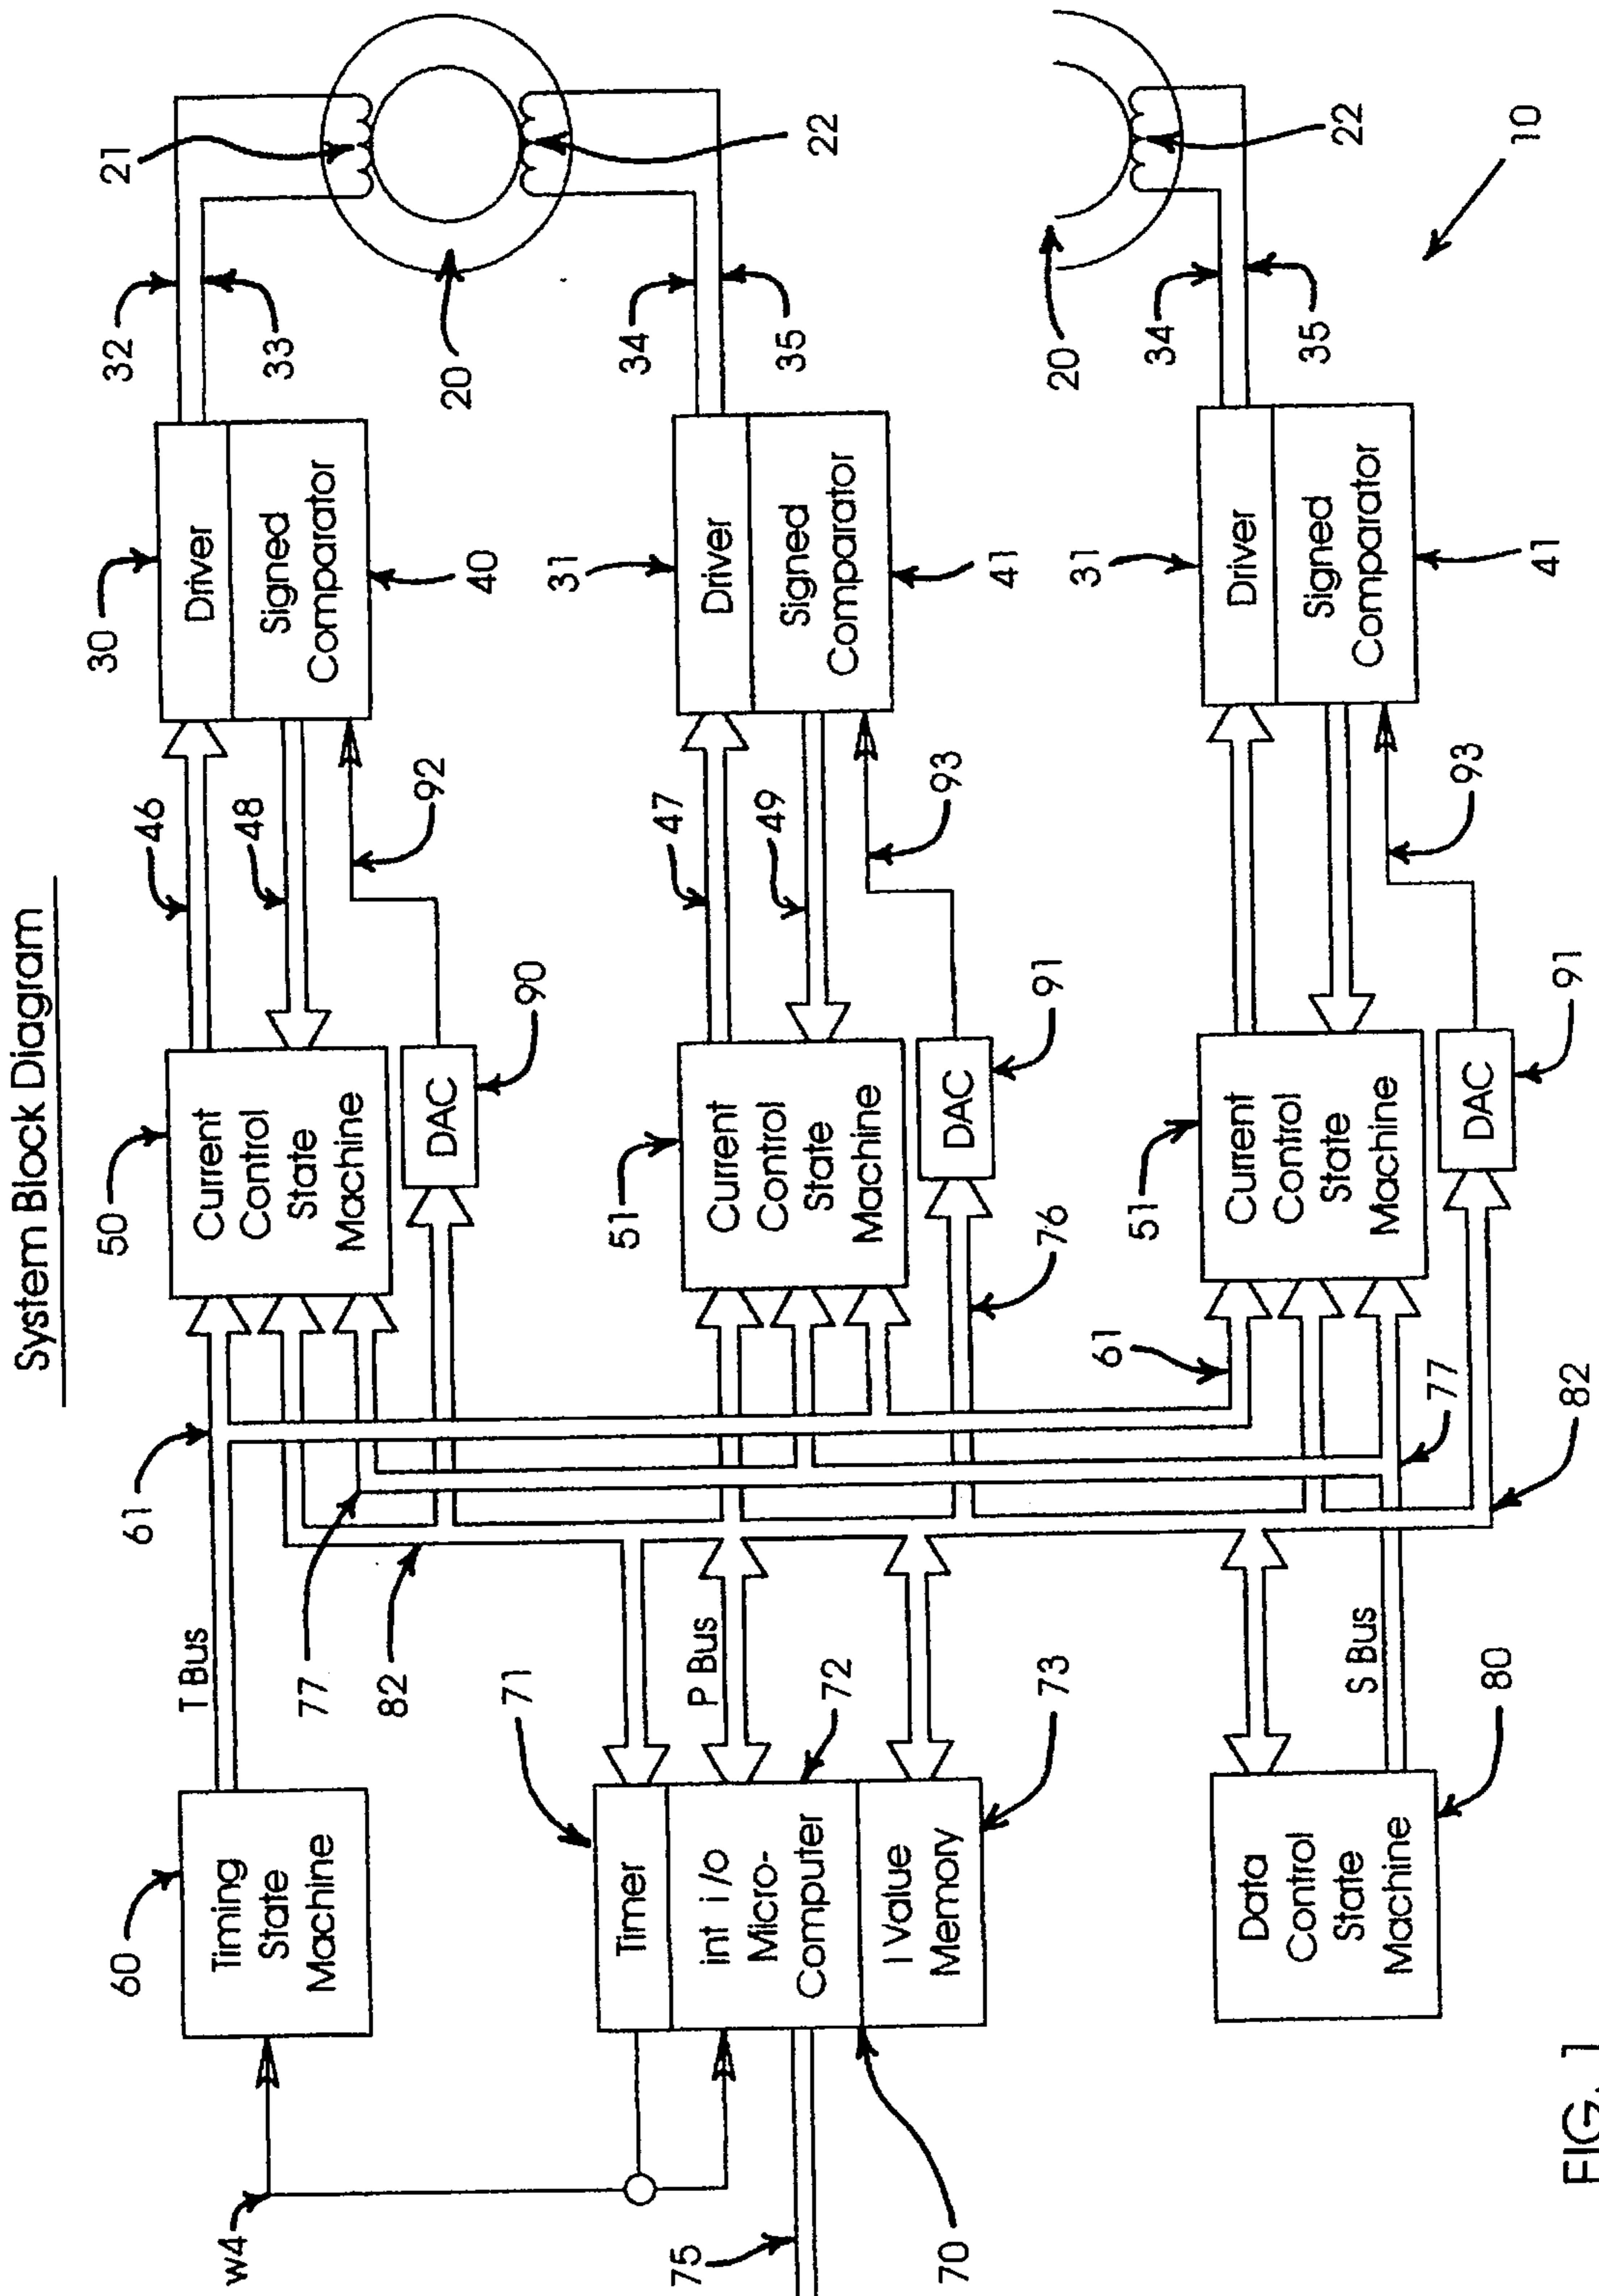 System Block Diagram
60
Timing
State
Machine
w4
T Bus
61
50
Current
Control
State
Machine
46
48
90
DAC
92
30
Driver
Signed
Comparator
40
32
33
21
20
22
77
82
71
Timer
int i/o
Micro-
Computer
I Value
Memory
72
73
70
75
P Bus
51
Current
Control
State
Machine
76
DAC
91
47
49
93
31
Driver
Signed
Comparator
41
34
35
80
Data
Control
State
Machine
S Bus
61
77
82
51
Current
Control
State
Machine
DAC
91
93
31
Driver
Signed
Comparator
41
34
35
20
22
10
FIG. 1